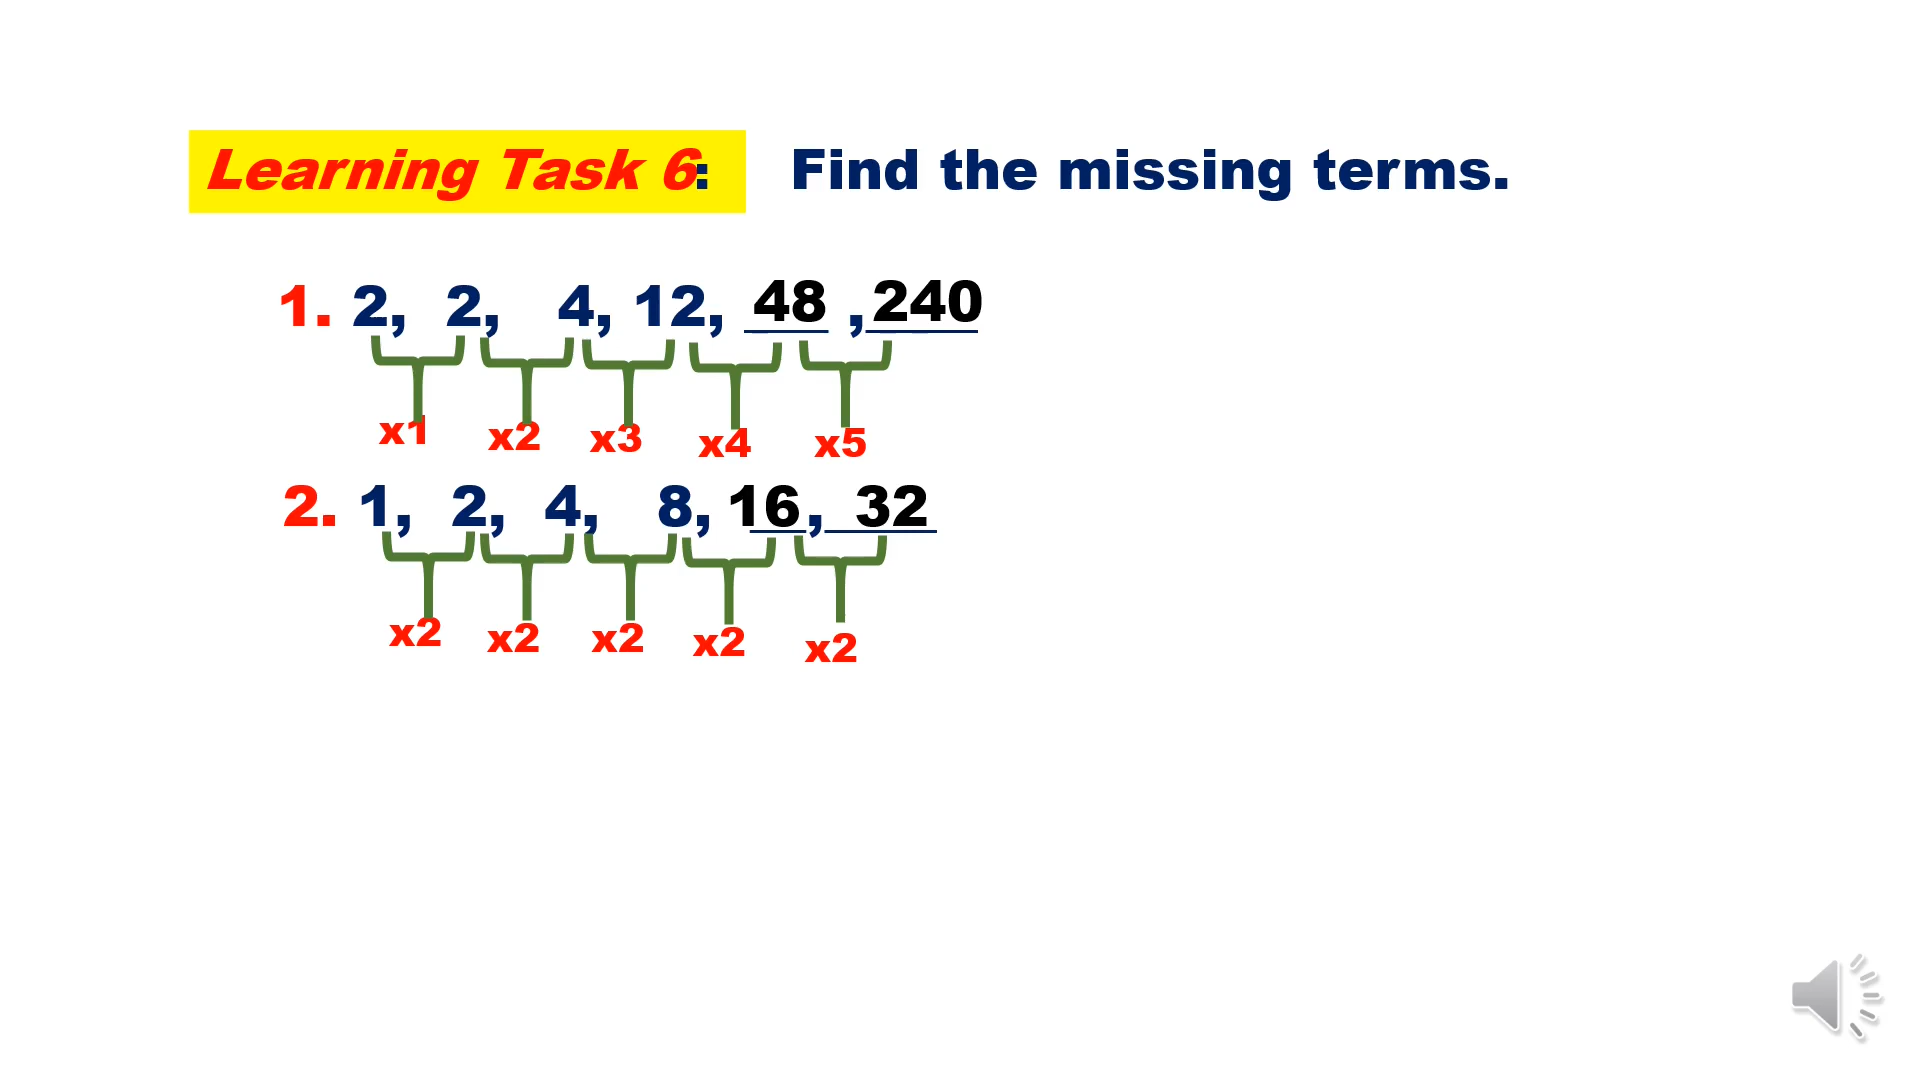 Learning Task 6: Find the missing terms.
1. 2, 2, 4, 12, 48 , 240
x1 x2 x3 x4 x5
2. 1, 2, 4, 8, 16, 32
x2 x2 x2 x2 x2